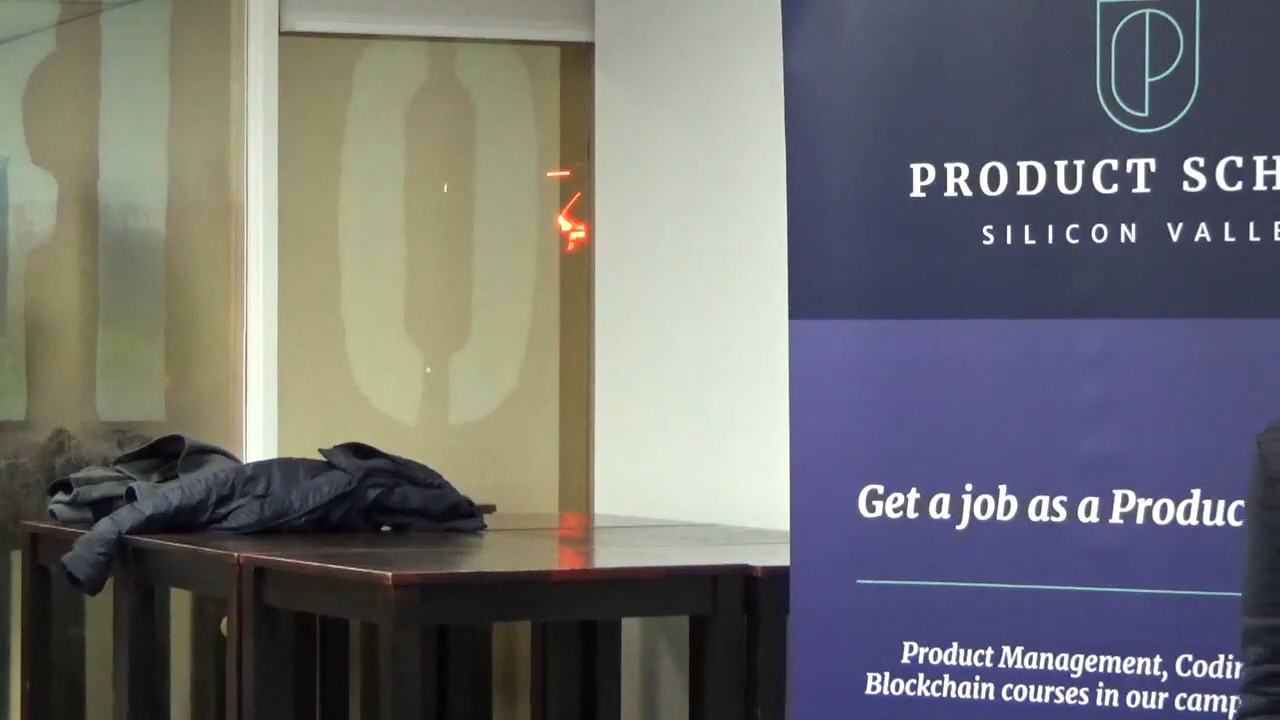 PRODUCT SCH
SILICON VALLE
Get a job as a Produc
Product Management, Codin
Blockchain courses in our camp